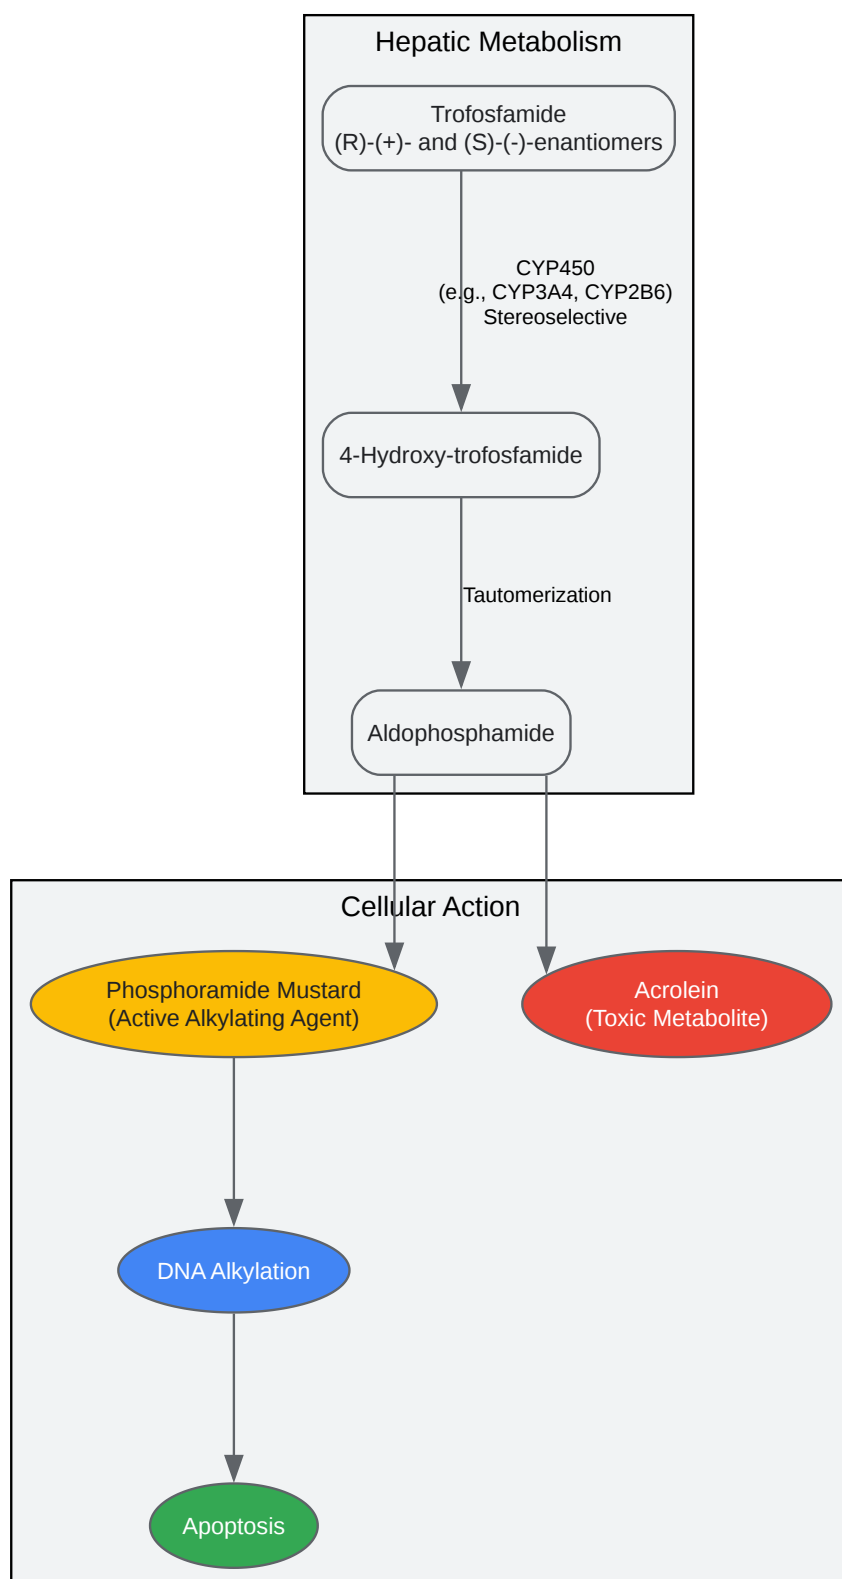 Hepatic Metabolism
Trofosfamide
(R)-(+)- and (S)-(-)-enantiomers
CYP450
(e.g., CYP3A4, CYP2B6)
Stereoselective
4-Hydroxy-trofosfamide
Tautomerization
Aldophosphamide
Cellular Action
Phosphoramide Mustard
(Active Alkylating Agent)
Acrolein
(Toxic Metabolite)
DNA Alkylation
Apoptosis